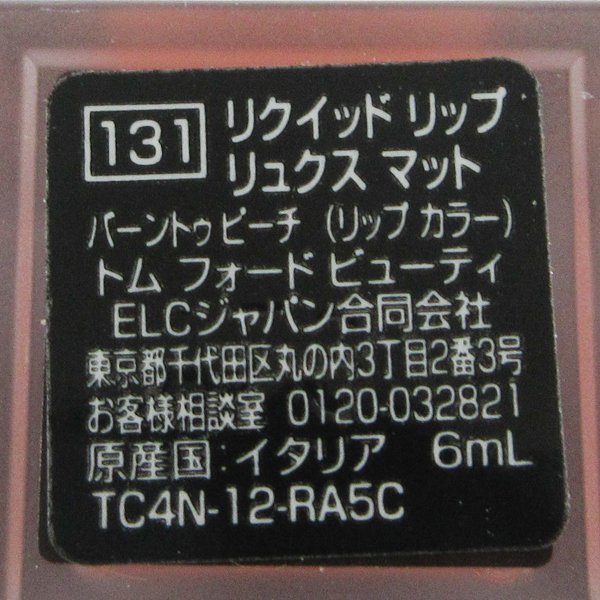 131 リクイッド リップ
リュクス マット
バーントゥ ピーチ (リップ カラー)
トム フォード ビューティ
ELCジャパン合同会社
東京都千代田区丸の内3丁目2番3号
お客様相談室 0120-032821
原産国:イタリア 6mL
TC4N-12-RA5C